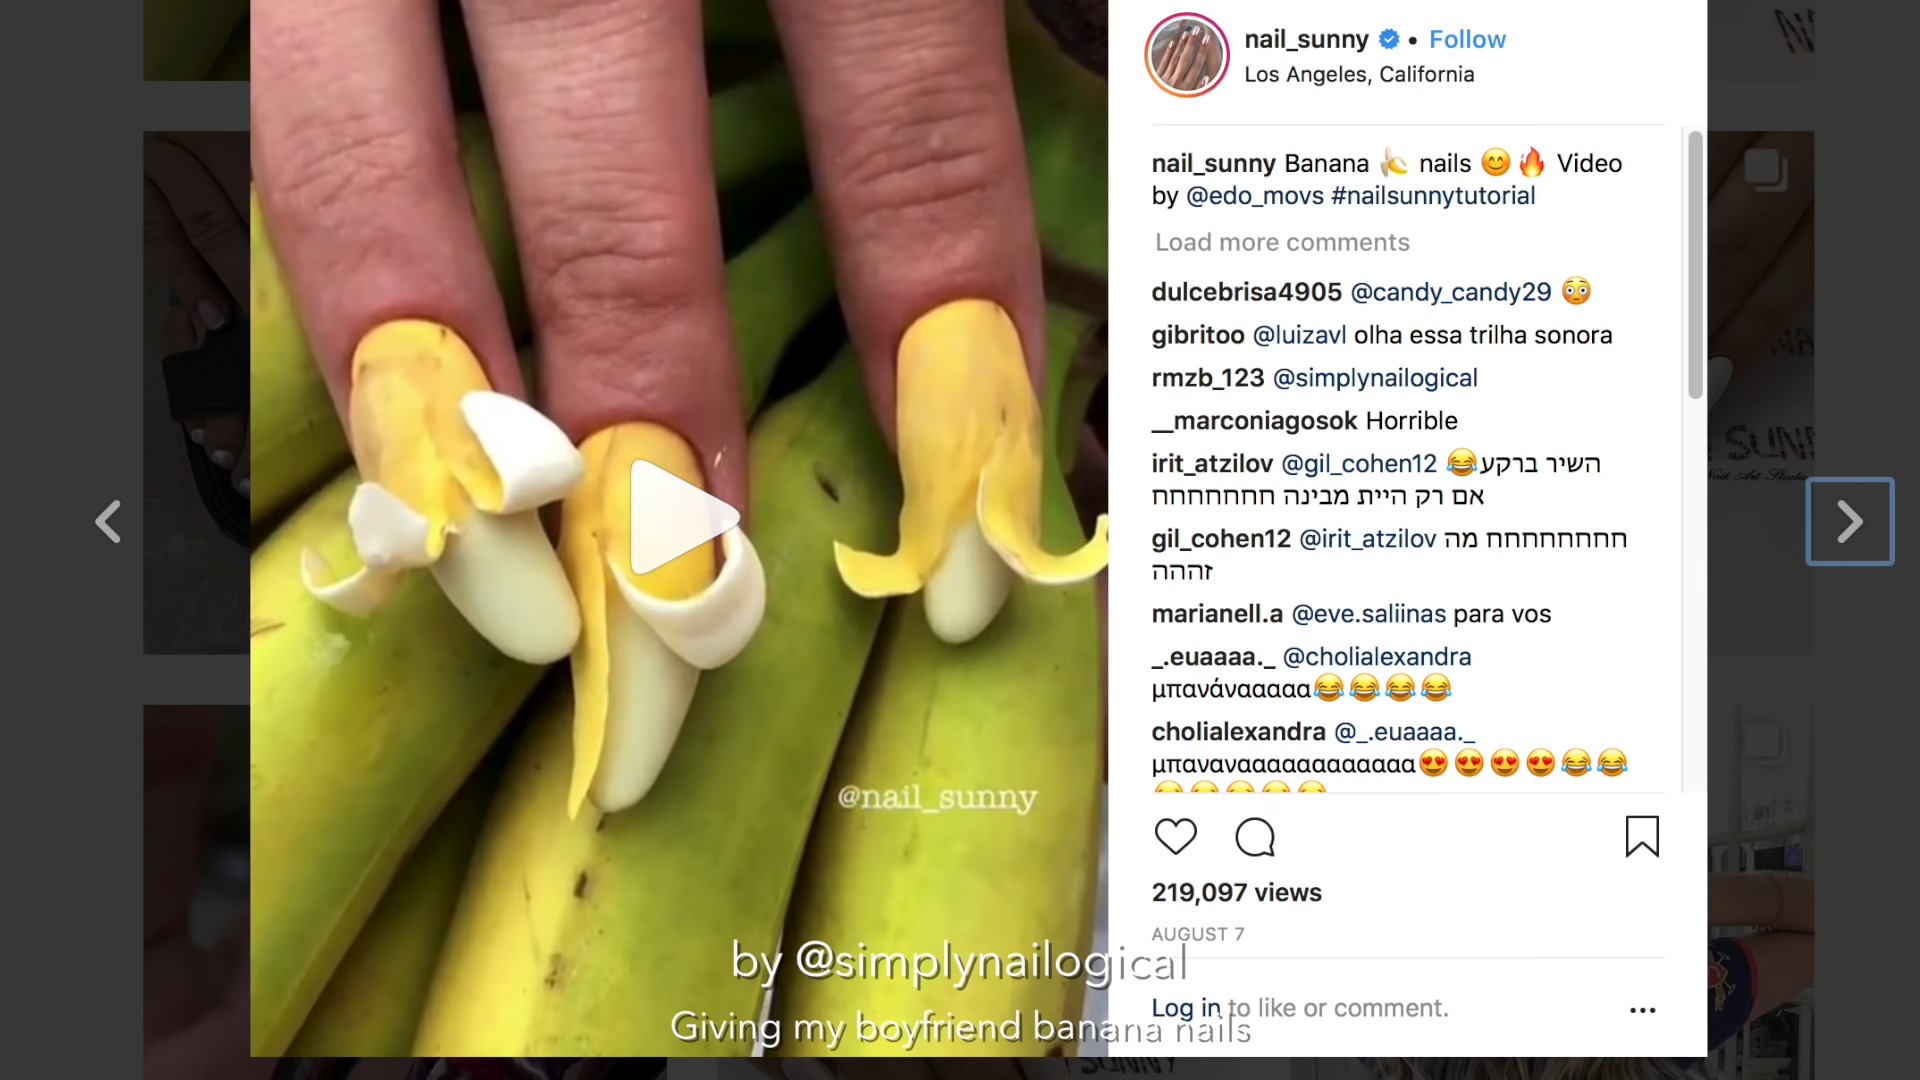 nail_sunny • Follow
Los Angeles, California
nail_sunny Banana 🍌 nails 😊🔥 Video
by @edo_movs #nailsunnytutorial
Load more comments
dulcebrisa4905 @candy_candy29 😳
gibritoo @luizavl olha essa trilha sonora
rmzb_123 @simplynailogical
__marconiagosok Horrible
irit_atzilov @gil_cohen12 😂השיר ברקע
אם רק היית מבינה חחחחחחח
gil_cohen12 @irit_atzilov חחחחחחחח מה
זההה
marianell.a @eve.saliinas para vos
_.euaaaa._ @cholialexandra
μπανάναααααα😂😂😂😂
cholialexandra @_.euaaaa._
μπανανααααααααααααα😍😍😍😍😂😂
@nail_sunny
219,097 views
AUGUST 7
by @simplynailogical
Log in to like or comment.
Giving my boyfriend banana nails
SUNNY